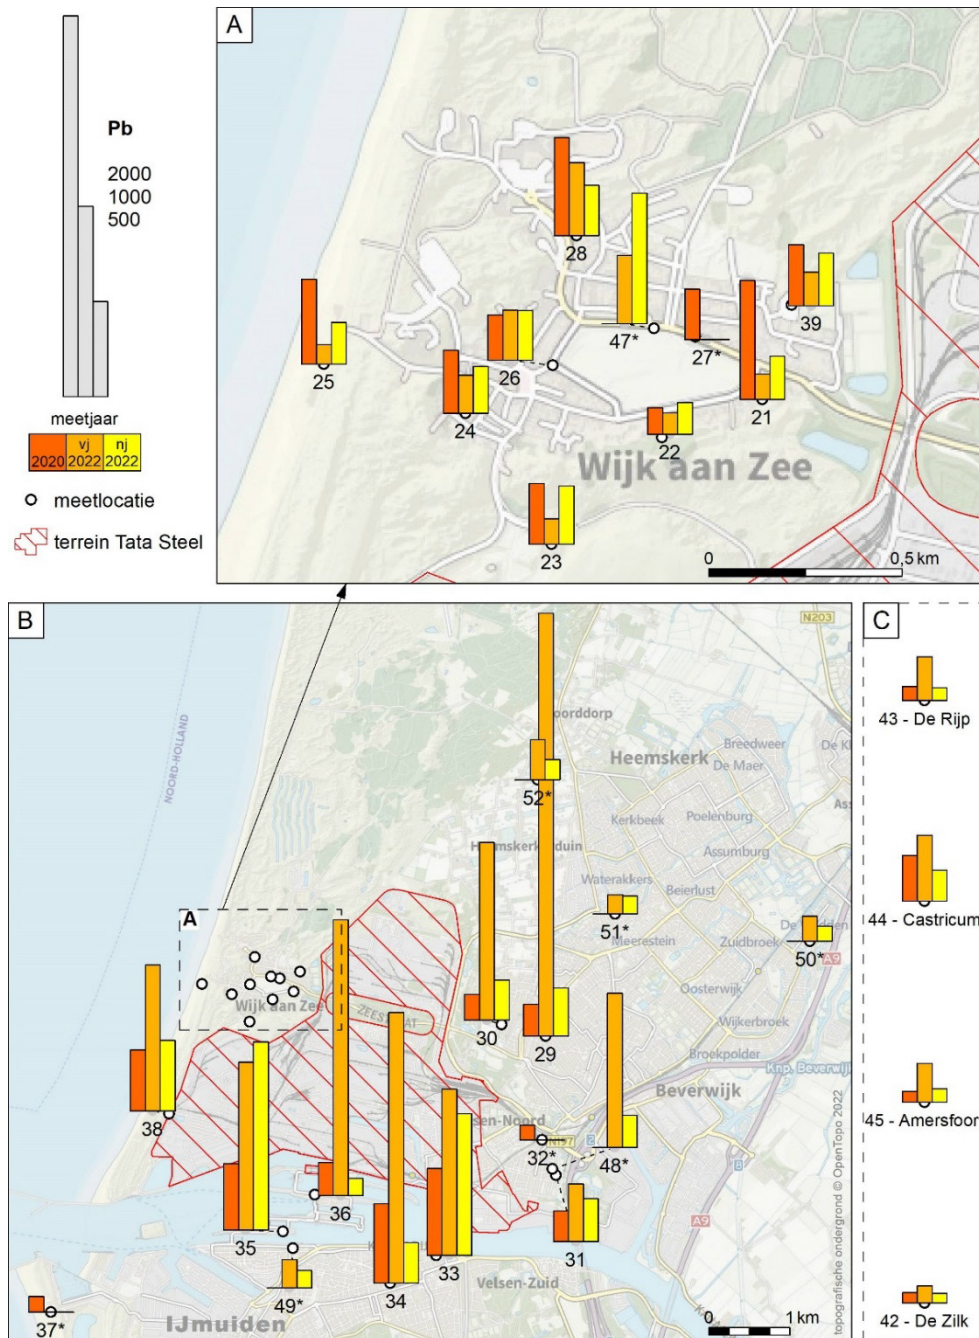 Pb
2000
1000
500
meetjaar
2020
vj
2022
nj
2022
meetlocatie
terrein Tata Steel
A
28
25
26
47*
27*
39
24
21
22
Wijk aan Zee
23
0
0,5 km
B
NOORD-HOLLAND
N203
Heemskerk
Breedweer
De Maer
52*
Kerkbeek
Poelenburg
Assumburg
Waterakkers
Beierlust
51*
Meerestein
Zuidbroek
50*
A9
A
Wijk aan Zee
30
29
Oosterwijk
Wijkerbroek
Broekpolder
Knp. Beverwijk
Beverwijk
38
32*
48*
36
35
31
33
34
49*
Velsen-Zuid
A9
37*
IJmuiden
0
1 km
topografische ondergrond © OpenTopo 2022
C
43 - De Rijp
44 - Castricum
45 - Amersfoor
42 - De Zilk